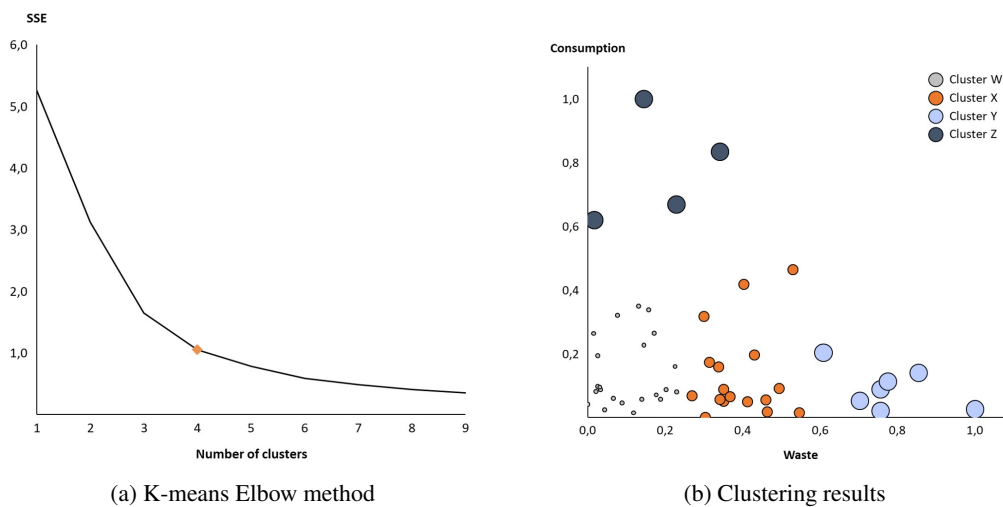 SSE
6,0
5,0
4,0
3,0
2,0
1,0
1 2 3 4 5 6 7 8 9
Number of clusters
(a) K-means Elbow method
Consumption
Cluster W
Cluster X
Cluster Y
Cluster Z
1,0
0,8
0,6
0,4
0,2
0,0 0,2 0,4 0,6 0,8 1,0
Waste
(b) Clustering results